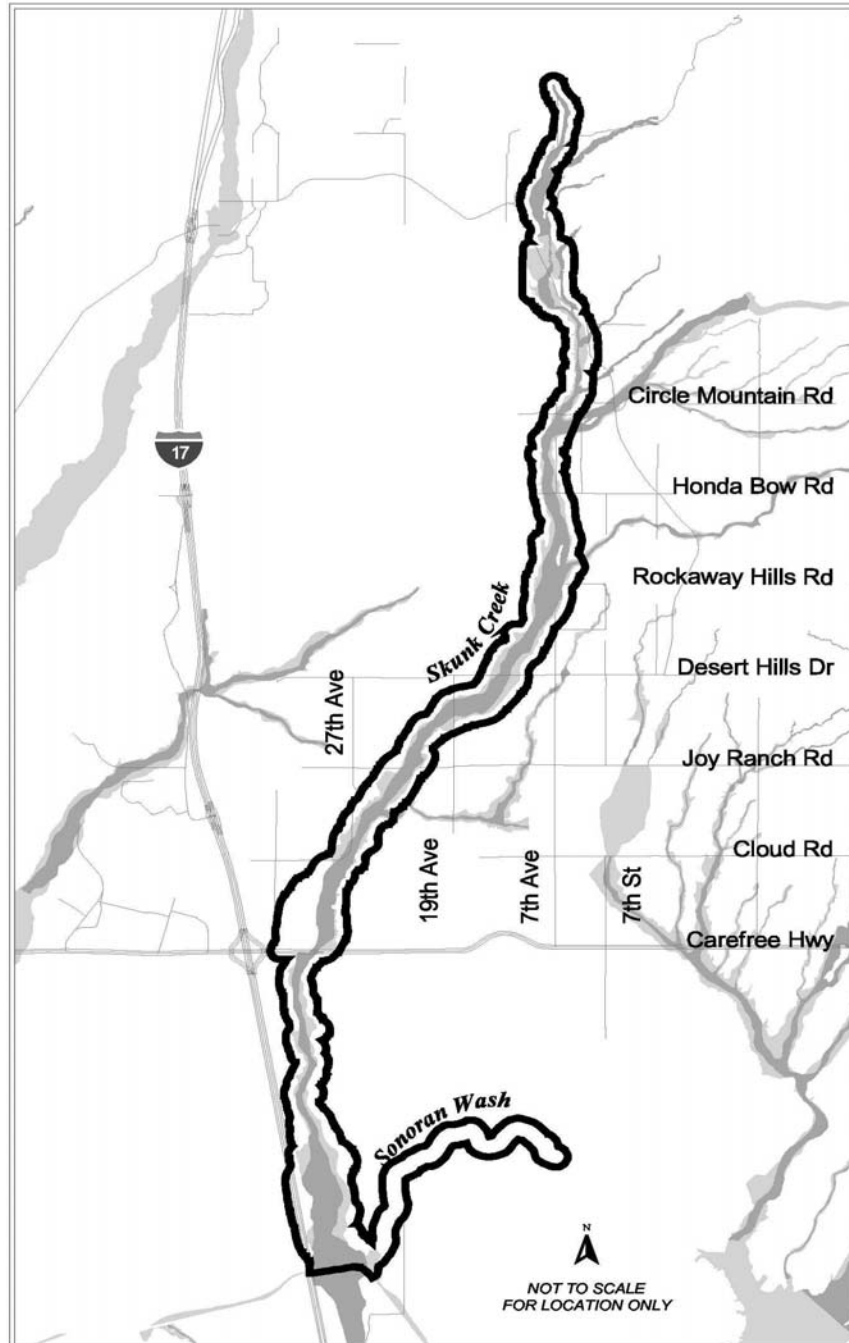 17
Circle Mountain Rd
Honda Bow Rd
Rockaway Hills Rd
Skunk Creek
Desert Hills Dr
27th Ave
Joy Ranch Rd
Cloud Rd
19th Ave
7th Ave
7th St
Carefree Hwy
Sonoran Wash
N
NOT TO SCALE
FOR LOCATION ONLY